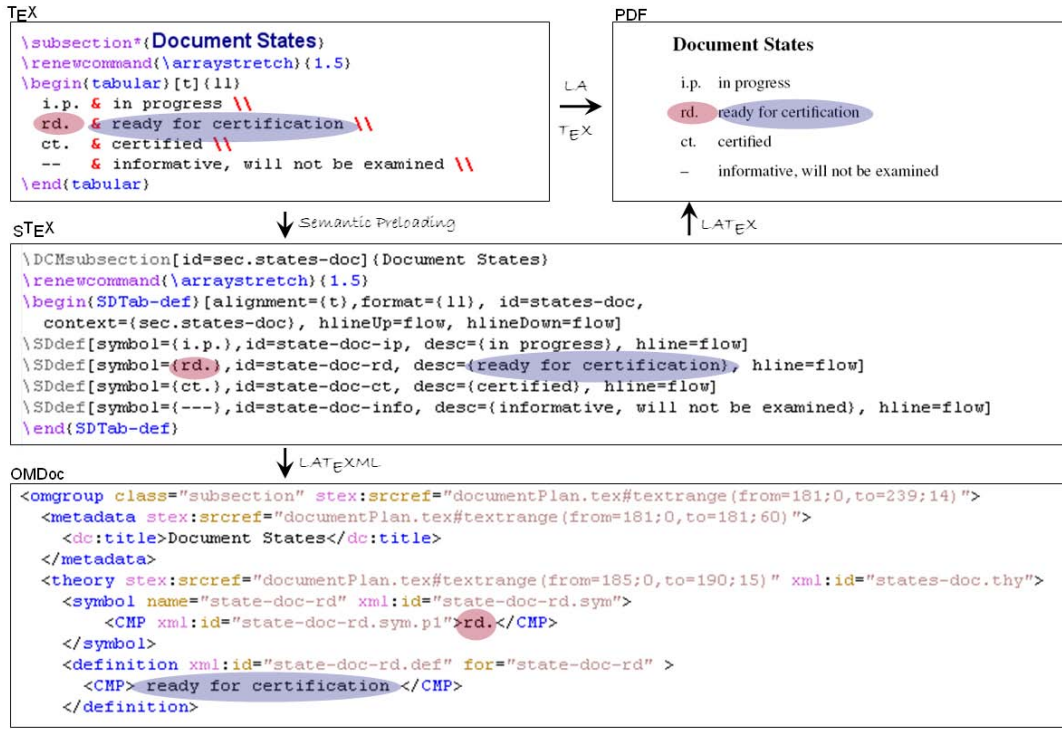 TEX
\subsection*{Document States}
\renewcommand{\arraystretch}{1.5}
\begin{tabular}[t]{ll}
i.p. & in progress \\
rd. & ready for certification \\
ct. & certified \\
-- & informative, will not be examined \\
\end{tabular}
LA
TEX
PDF
Document States
i.p. in progress
rd. ready for certification
ct. certified
– informative, will not be examined
Semantic Preloading
LATEX
STEX
\DCMsubsection[id=sec.states-doc]{Document States}
\renewcommand{\arraystretch}{1.5}
\begin{SDTab-def}[alignment={t},format={ll}, id=states-doc,
context={sec.states-doc}, hlineUp=flow, hlineDown=flow]
\SDdef[symbol={i.p.},id=state-doc-ip, desc={in progress}, hline=flow]
\SDdef[symbol={rd.},id=state-doc-rd, desc={ready for certification}, hline=flow]
\SDdef[symbol={ct.},id=state-doc-ct, desc={certified}, hline=flow]
\SDdef[symbol={---},id=state-doc-info, desc={informative, will not be examined}, hline=flow]
\end{SDTab-def}
LATEXML
OMDoc
<omgroup class="subsection" stex:srcref="documentPlan.tex#textrange(from=181;0,to=239;14)">
<metadata stex:srcref="documentPlan.tex#textrange(from=181;0,to=181;60)">
<dc:title>Document States</dc:title>
</metadata>
<theory stex:srcref="documentPlan.tex#textrange(from=185;0,to=190;15)" xml:id="states-doc.thy">
<symbol name="state-doc-rd" xml:id="state-doc-rd.sym">
<CMP xml:id="state-doc-rd.sym.p1">rd.</CMP>
</symbol>
<definition xml:id="state-doc-rd.def" for="state-doc-rd" >
<CMP> ready for certification </CMP>
</definition>